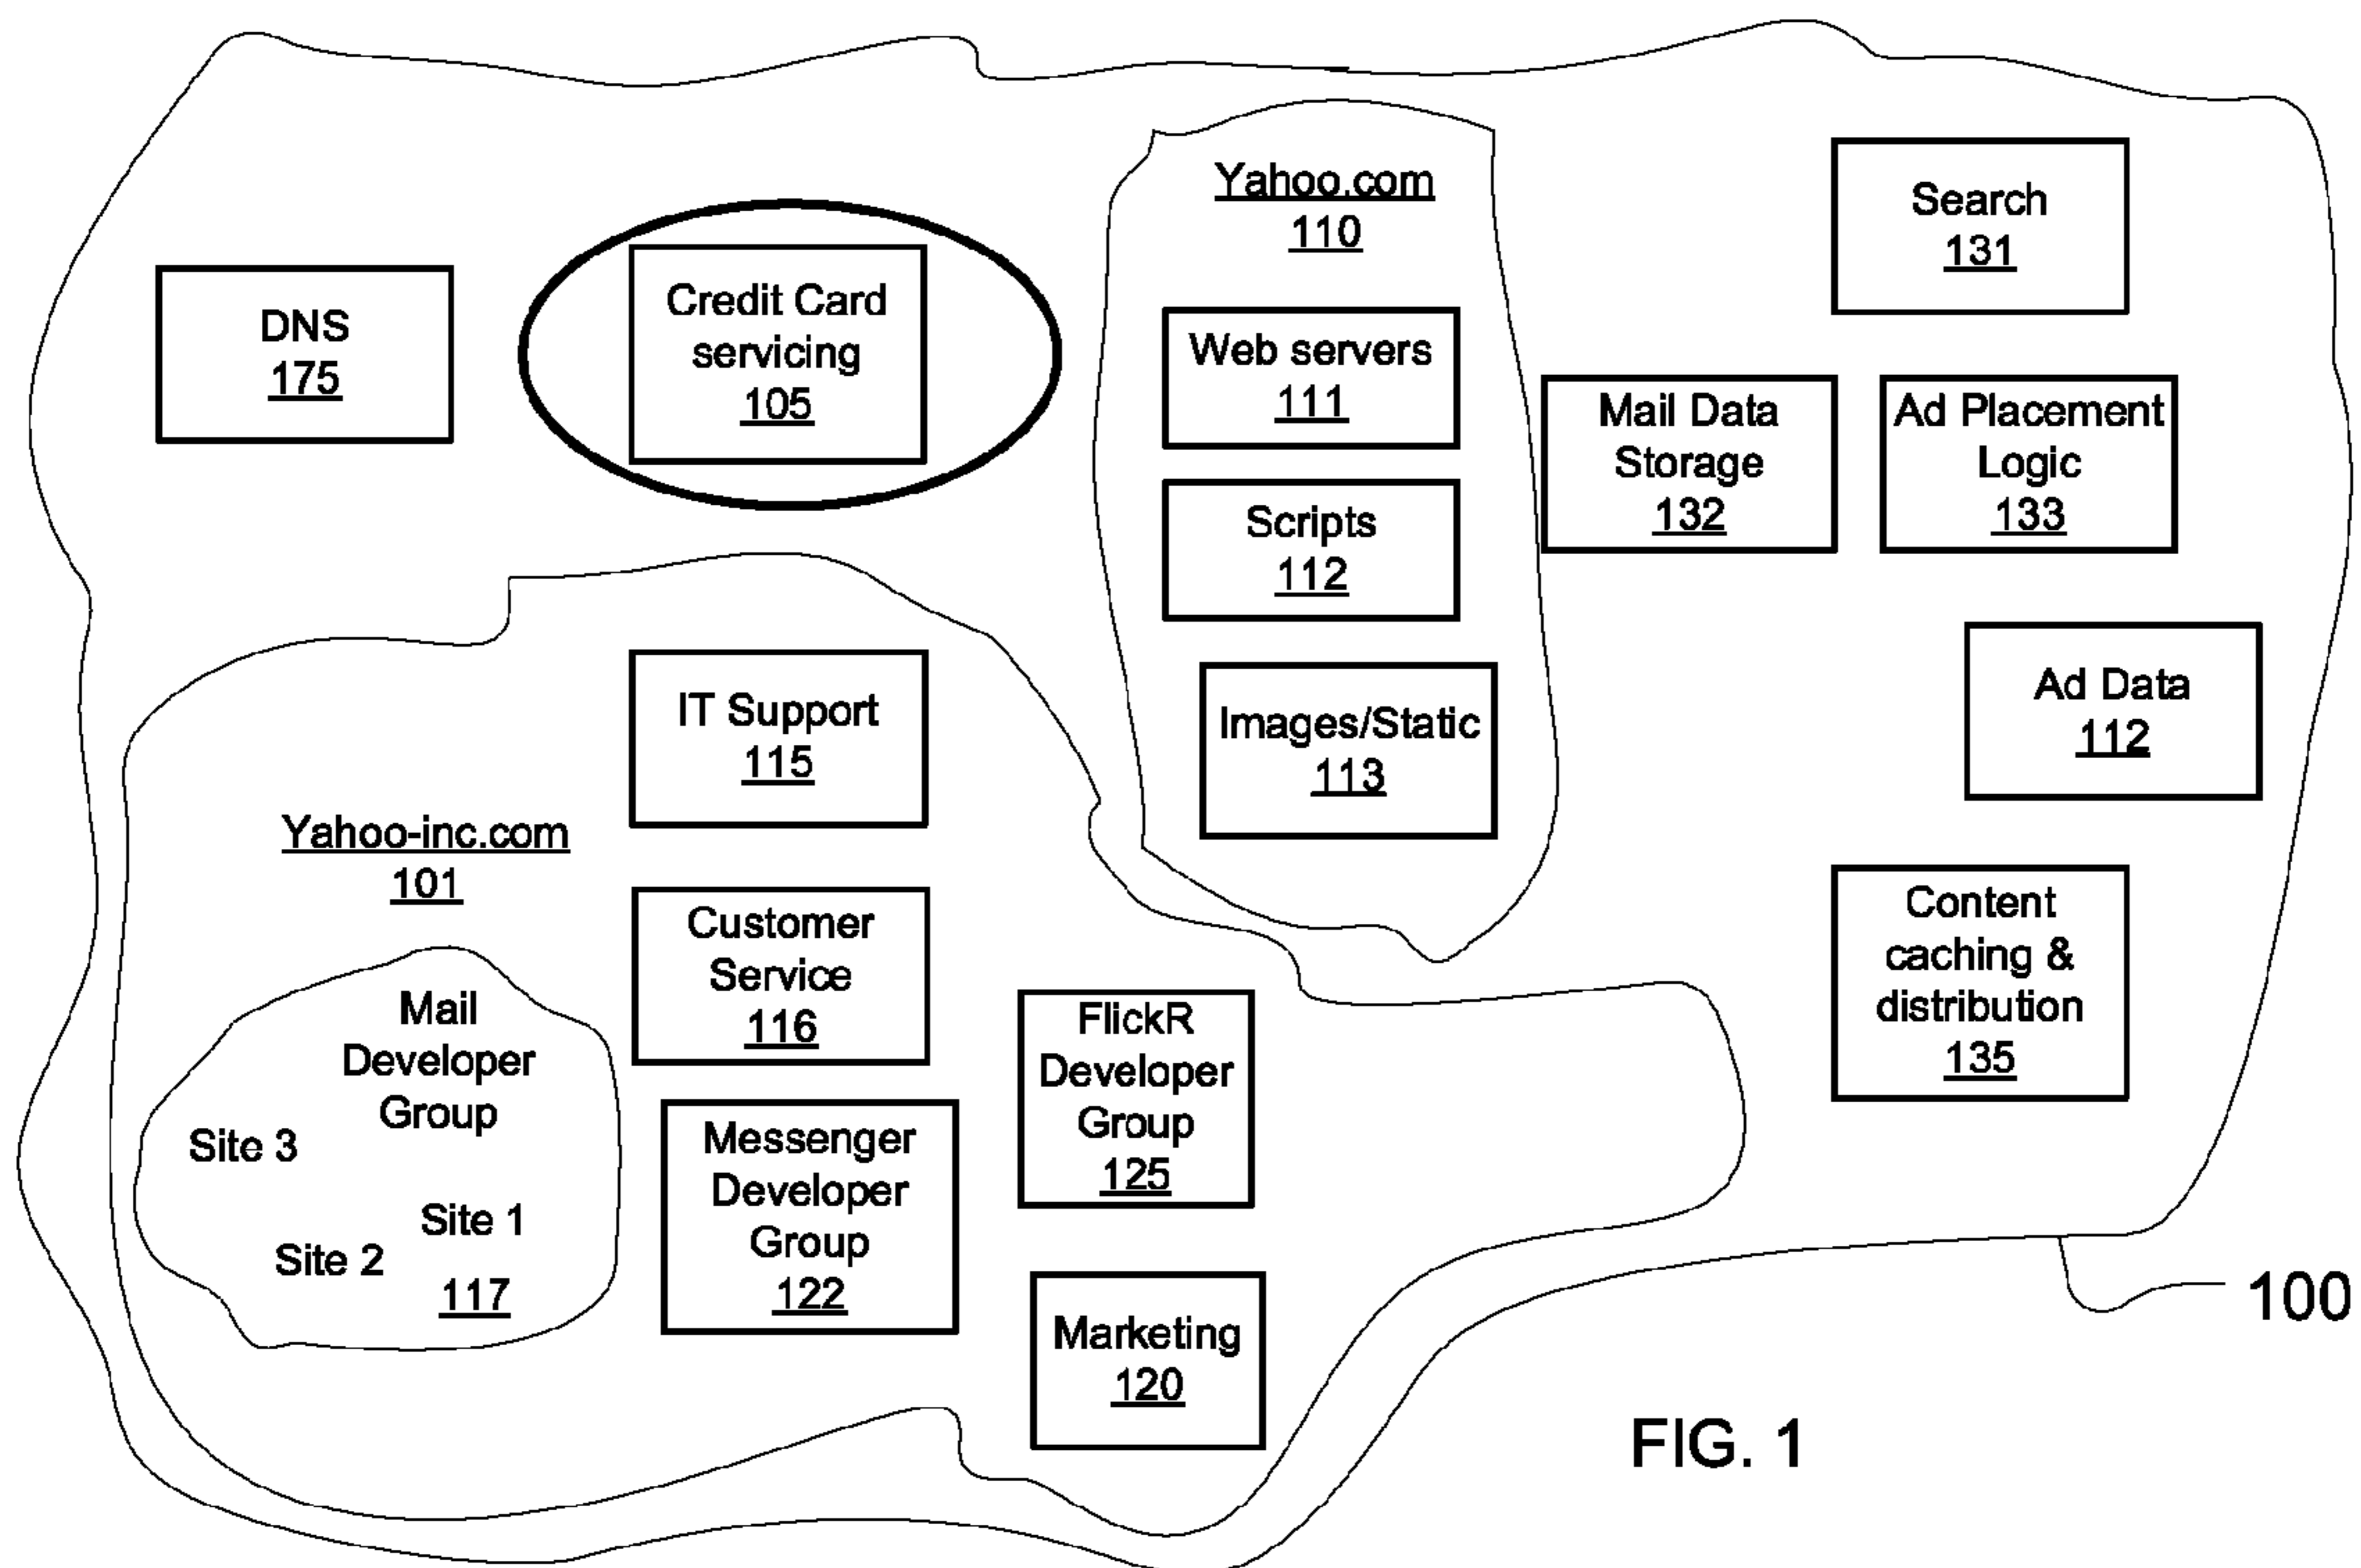 Yahoo.com
110
Search
131
DNS
175
Credit Card
servicing
105
Web servers
111
Mail Data
Storage
132
Ad Placement
Logic
133
Scripts
112
IT Support
115
Images/Static
113
Ad Data
112
Yahoo-inc.com
101
Customer
Service
116
Content
caching &
distribution
135
Mail
Developer
Group
Site 3
Site 1
Site 2
117
Messenger
Developer
Group
122
FlickR
Developer
Group
125
Marketing
120
100
FIG. 1